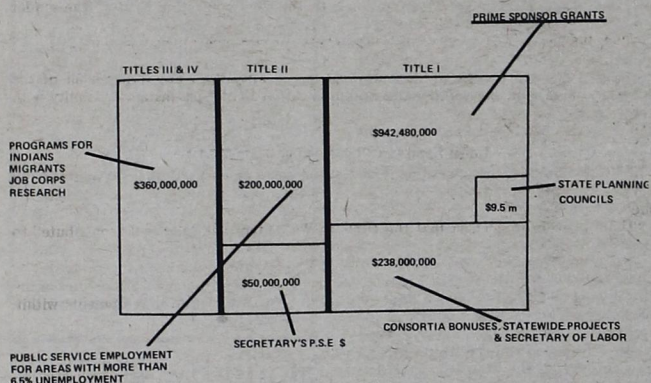 PRIME SPONSOR GRANTS
TITLES III & IV
TITLE II
TITLE I
$942,480,000
PROGRAMS FOR
INDIANS
MIGRANTS
JOB CORPS
RESEARCH
$360,000,000
$200,000,000
$9.5 m
STATE PLANNING
COUNCILS
$238,000,000
$50,000,000
CONSORTIA BONUSES, STATEWIDE PROJECTS
& SECRETARY OF LABOR
SECRETARY'S P.S.E $
PUBLIC SERVICE EMPLOYMENT
FOR AREAS WITH MORE THAN
6.5% UNEMPLOYMENT